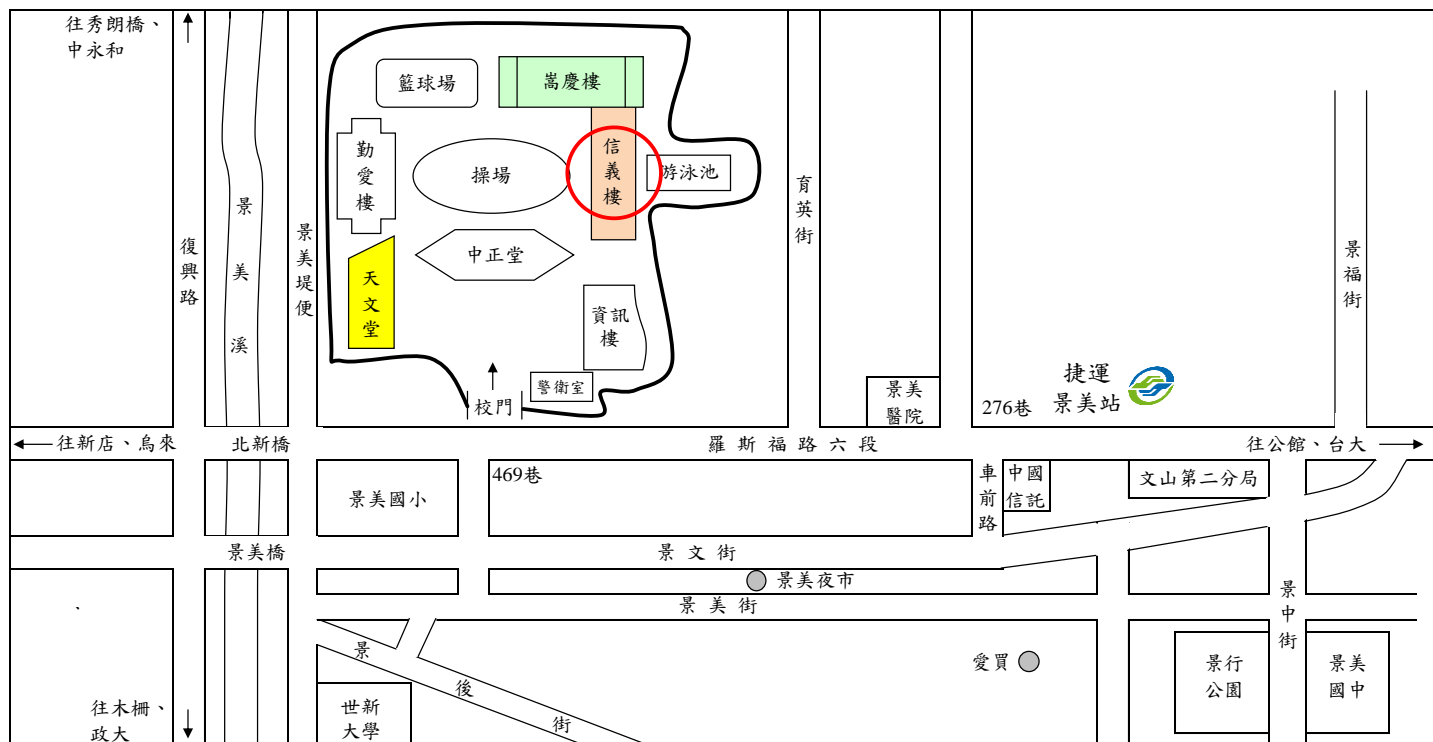 往秀朗橋、
中永和
籃球場
嵩慶樓
勤愛樓
操場
信義樓
游泳池
育英街
景美溪
復興路
景美堤便
中正堂
天文堂
資訊
樓
景福街
警衛室
校門
景美
醫院
276巷
捷運
景美站
往新店、烏來
北新橋
羅斯福路六段
往公館、台大
469巷
景美國小
車前路
中國
信託
文山第二分局
景美橋
景文街
景美夜市
景美街
景中街
景後街
愛買
景行
公園
景美
國中
往木柵、
政大
世新
大學
、